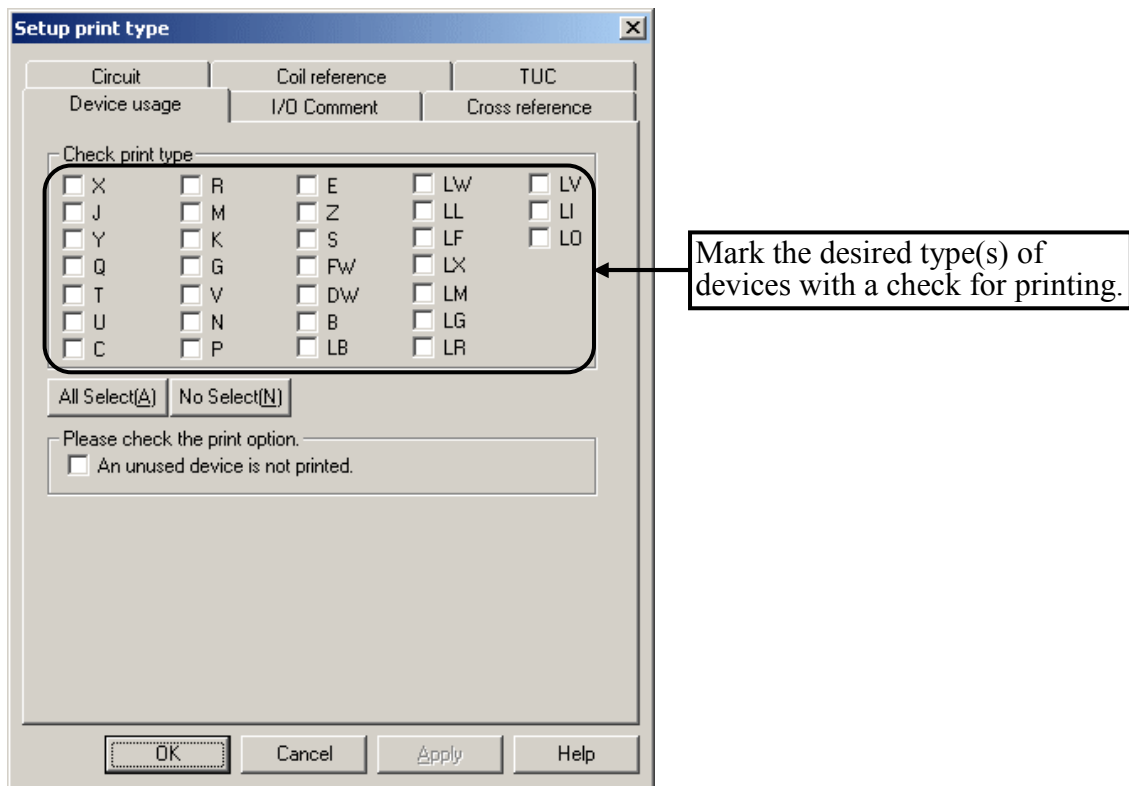 Setup print type
Circuit Coil reference TUC
Device usage I/O Comment Cross reference
Check print type
X R E LW LV
J M Z LL LI
Y K S LF LO
Q G FW LX
T V DW LM
U N B LG
C P LB LR
Mark the desired type(s) of
devices with a check for printing.
All Select(A) No Select(N)
Please check the print option.
An unused device is not printed.
OK Cancel Apply Help